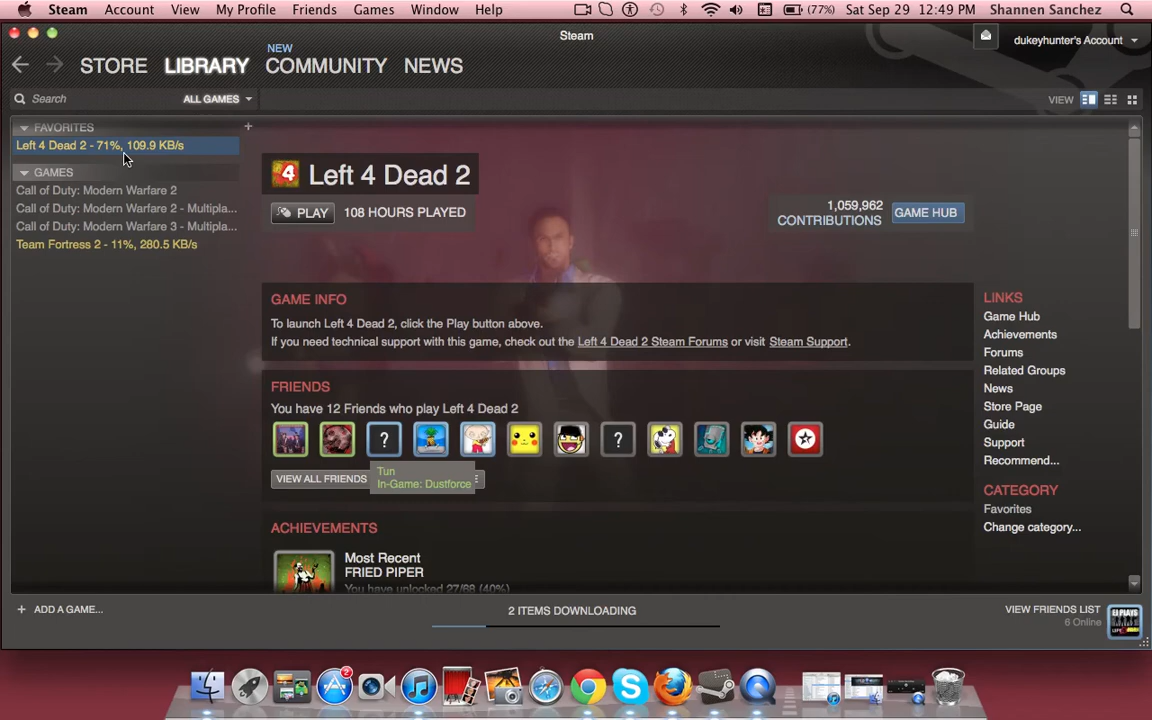 Steam Account View My Profile Friends Games Window Help (77%) Sat Sep 29 12:49 PM Shannen Sanchez
Steam
dukeyhunter's Account
NEW
STORE LIBRARY COMMUNITY NEWS
Search ALL GAMES VIEW
FAVORITES
Left 4 Dead 2 - 71%, 109.9 KB/s
GAMES
Call of Duty: Modern Warfare 2
Call of Duty: Modern Warfare 2 - Multipla...
Call of Duty: Modern Warfare 3 - Multipla...
Team Fortress 2 - 11%, 280.5 KB/s
+ ADD A GAME...
4 Left 4 Dead 2
PLAY 108 HOURS PLAYED
1,059,962
CONTRIBUTIONS
GAME HUB
GAME INFO
To launch Left 4 Dead 2, click the Play button above.
If you need technical support with this game, check out the Left 4 Dead 2 Steam Forums or visit Steam Support.
FRIENDS
You have 12 Friends who play Left 4 Dead 2
? ?
Tun
In-Game: Dustforce
VIEW ALL FRIENDS
ACHIEVEMENTS
Most Recent
FRIED PIPER
You have unlocked 27/68 (40%)
LINKS
Game Hub
Achievements
Forums
Related Groups
News
Store Page
Guide
Support
Recommend...
CATEGORY
Favorites
Change category...
2 ITEMS DOWNLOADING
VIEW FRIENDS LIST
6 Online
2